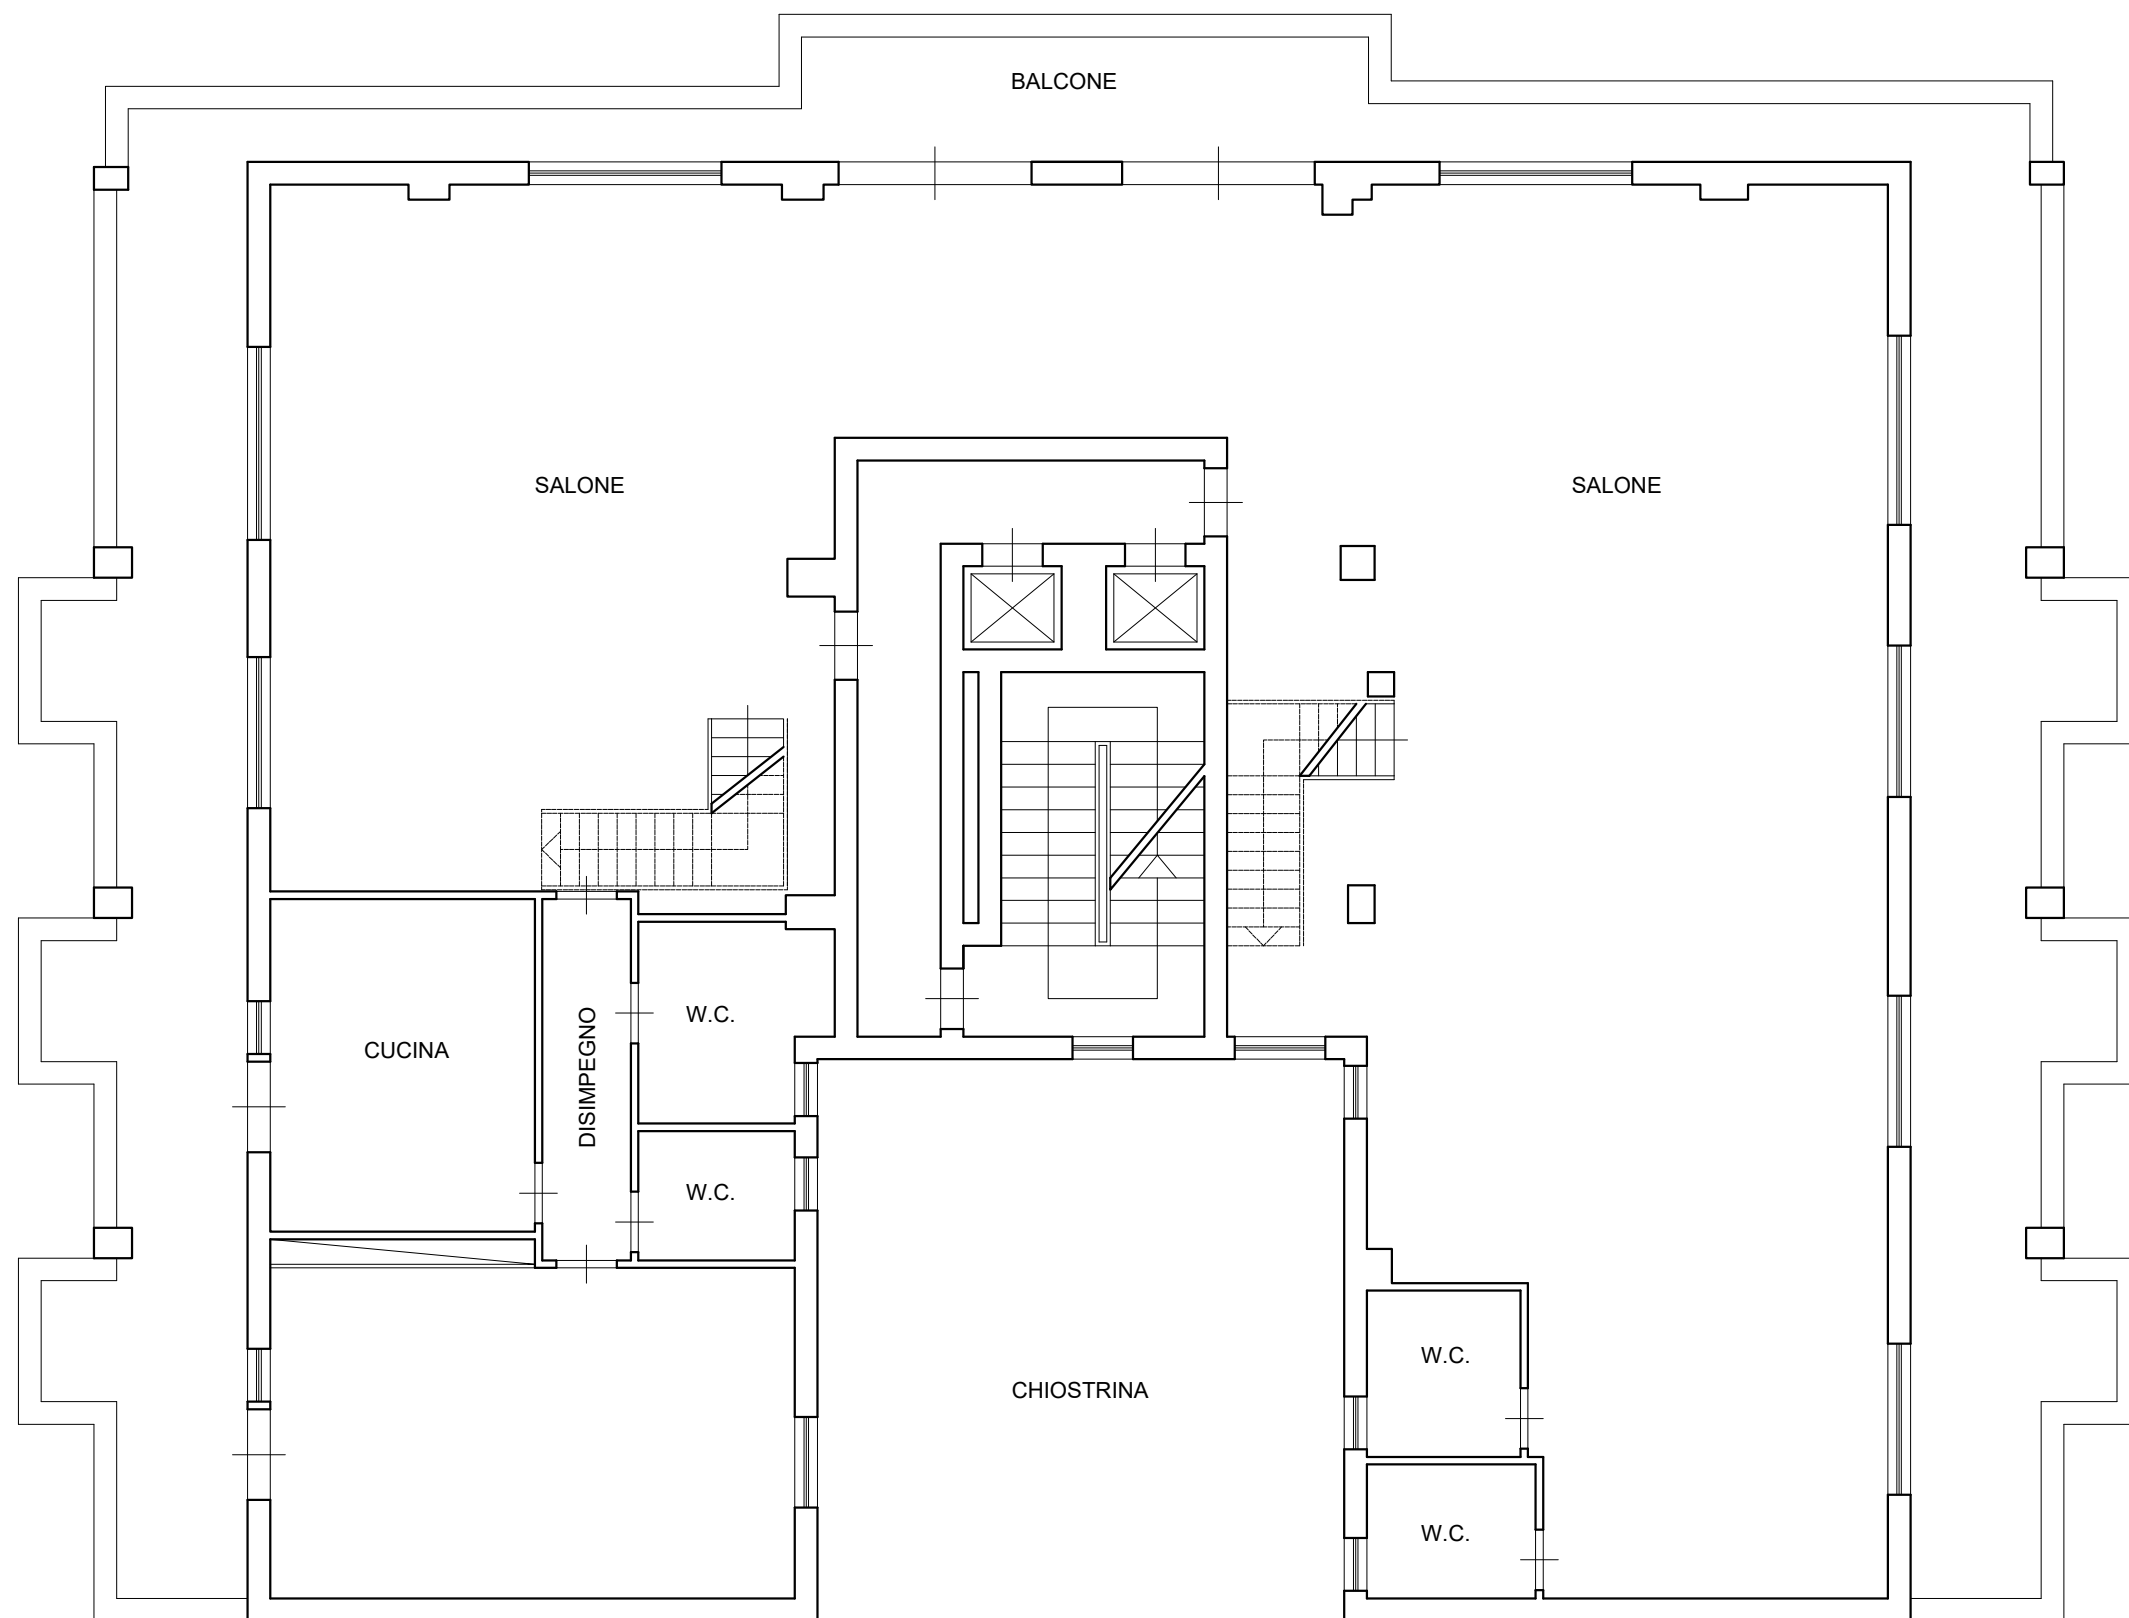 BALCONE
SALONE
SALONE
W.C.
CUCINA
DISIMPEGNO
W.C.
W.C.
CHIOSTRINA
W.C.